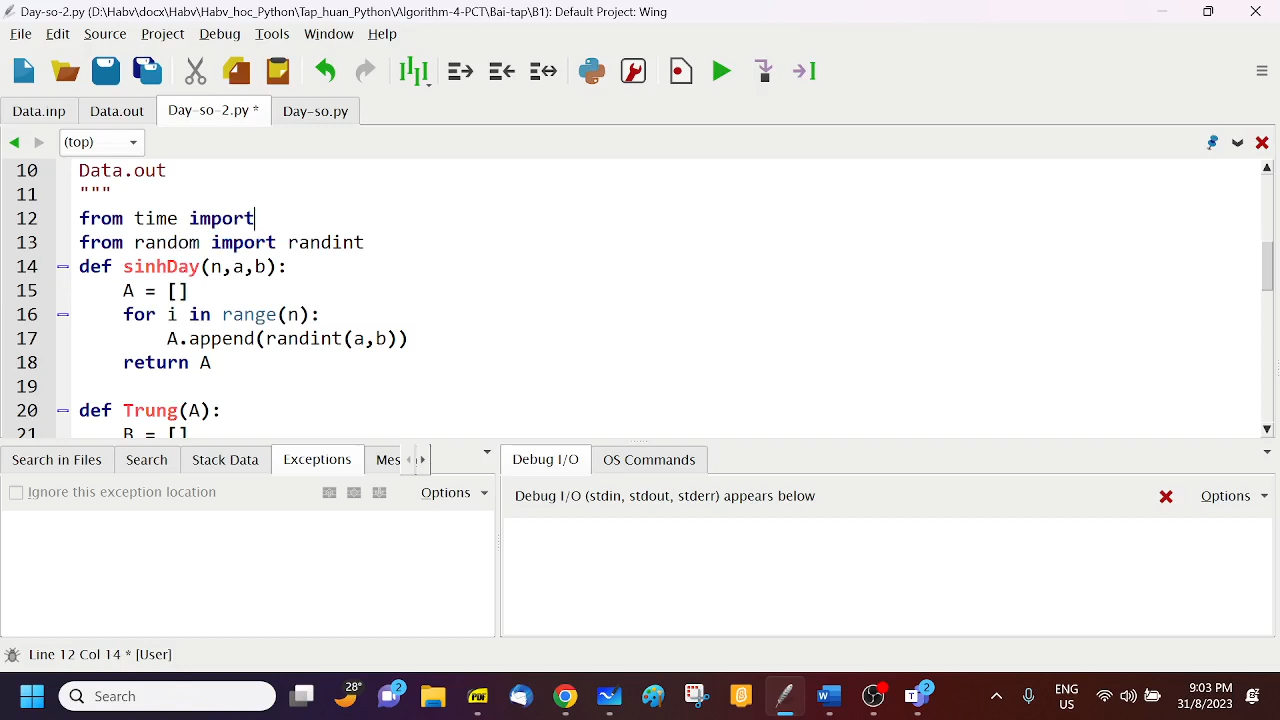 Day-so-2.py (D:\Habv\docx\Habv\Habv_hoc_Python\Tap_huan_Python\Algorithm-4-PCT\Bai-tap\B1): Default Project: Wing
File Edit Source Project Debug Tools Window Help
Data.inp Data.out Day-so-2.py * Day-so.py
(top)
10 Data.out
11 """
12 from time import
13 from random import randint
14 def sinhDay(n,a,b):
15 A = []
16 for i in range(n):
17 A.append(randint(a,b))
18 return A
19
20 def Trung(A):
21 B = []
Search in Files Search Stack Data Exceptions Mes Debug I/O OS Commands
Ignore this exception location Options Debug I/O (stdin, stdout, stderr) appears below Options
Line 12 Col 14 * [User]
Search 28° 2 PDF 2 ENG US 9:03 PM 31/8/2023